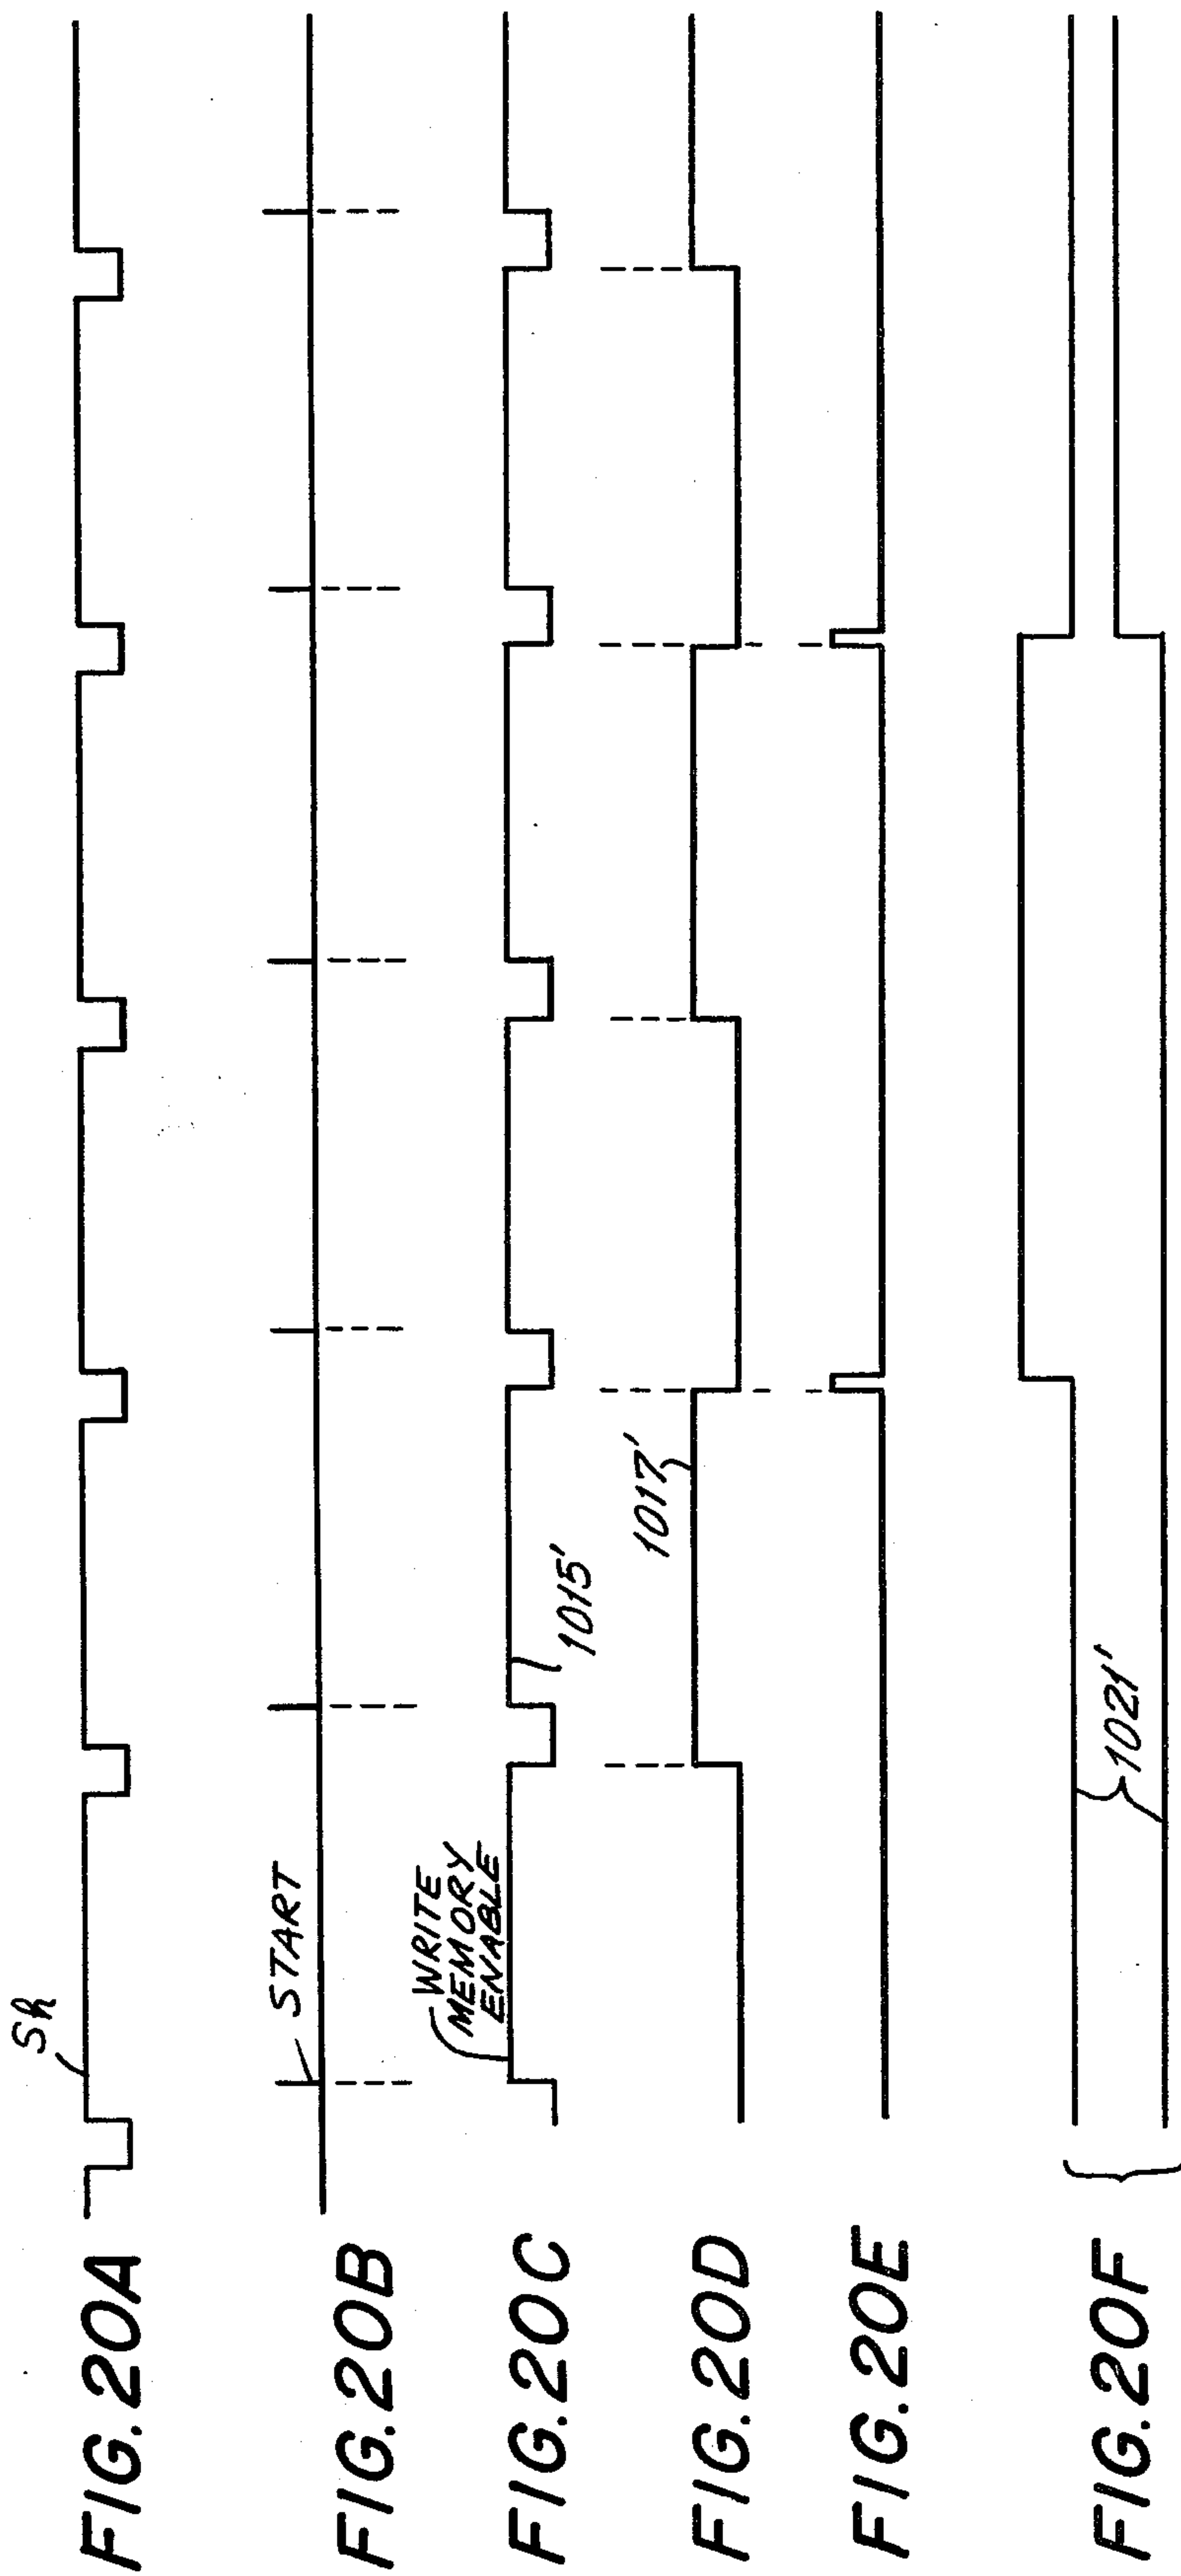 FIG. 20A
Sh
FIG. 20B
START
FIG. 20C
WRITE
MEMORY
ENABLE
1015'
FIG. 20D
1017'
FIG. 20E
FIG. 20F
1021'